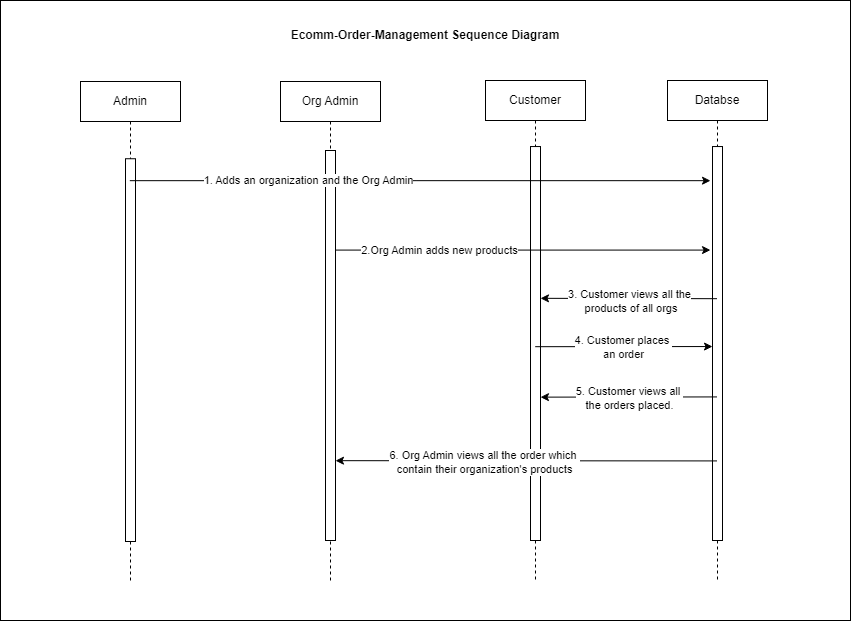 Ecomm-Order-Management Sequence Diagram
Admin
Org Admin
Customer
Databse
1. Adds an organization and the Org Admin
2.Org Admin adds new products
3. Customer views all the
products of all orgs
4. Customer places
an order
5. Customer views all
the orders placed.
6. Org Admin views all the order which
contain their organization's products